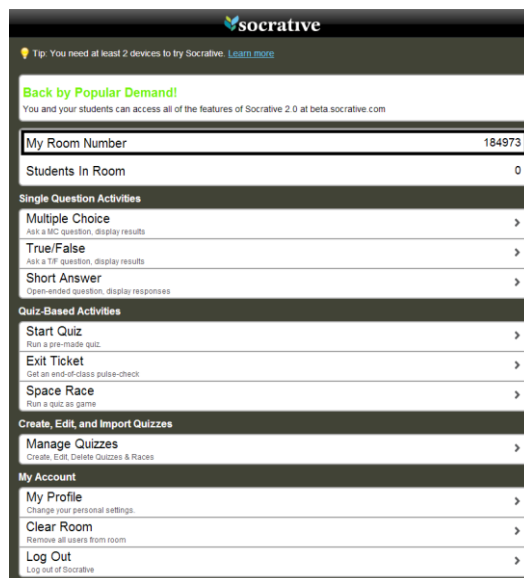 socrative
Tip: You need at least 2 devices to try Socrative. Learn more
Back by Popular Demand!
You and your students can access all of the features of Socrative 2.0 at beta.socrative.com
My Room Number 184973
Students In Room 0
Single Question Activities
Multiple Choice
Ask a MC question, display results
True/False
Ask a T/F question, display results
Short Answer
Open-ended question, display responses
Quiz-Based Activities
Start Quiz
Run a pre-made quiz.
Exit Ticket
Get an end-of-class pulse-check
Space Race
Run a quiz as game
Create, Edit, and Import Quizzes
Manage Quizzes
Create, Edit, Delete Quizzes & Races
My Account
My Profile
Change your personal settings.
Clear Room
Remove all users from room
Log Out
Log out of Socrative